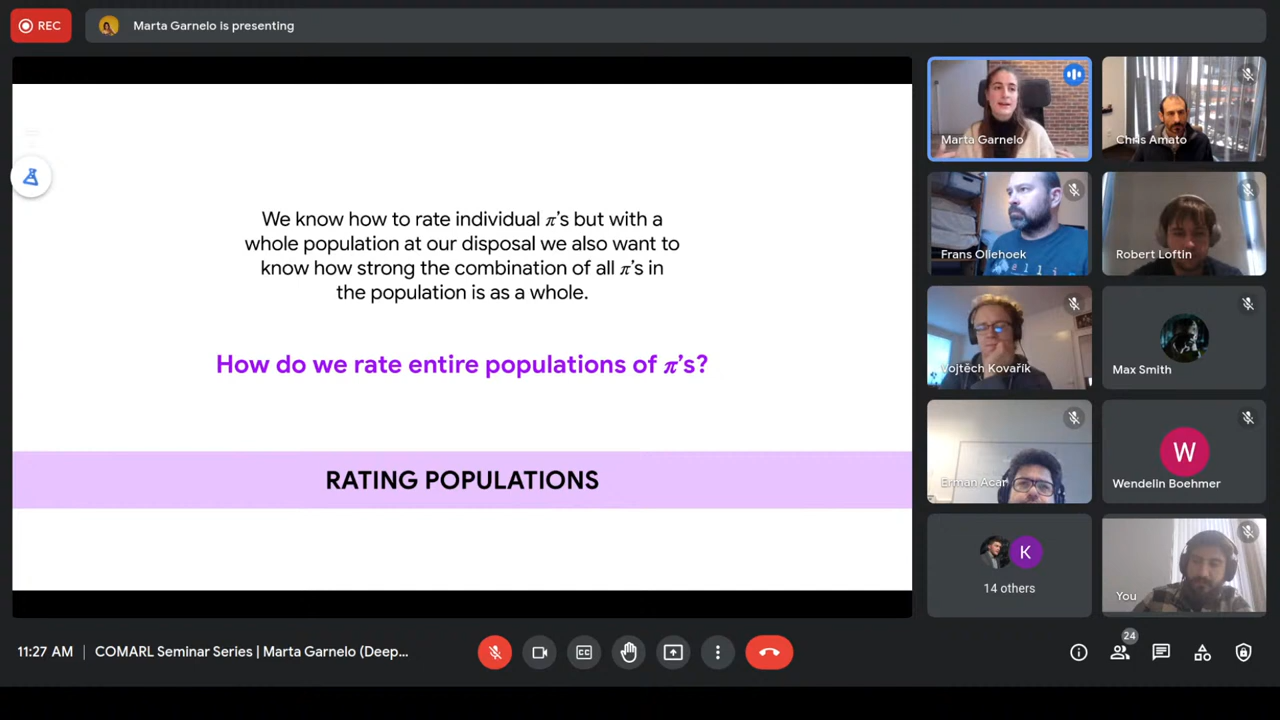 REC
Marta Garnelo is presenting
We know how to rate individual π's but with a
whole population at our disposal we also want to
know how strong the combination of all π's in
the population is as a whole.
How do we rate entire populations of π's?
RATING POPULATIONS
Marta Garnelo
Chris Amato
Frans Oliehoek
Robert Loftin
Vojtěch Kovařík
Max Smith
Erman Acar
W
Wendelin Boehmer
K
14 others
You
11:27 AM
COMARL Seminar Series | Marta Garnelo (Deep...
CC
24